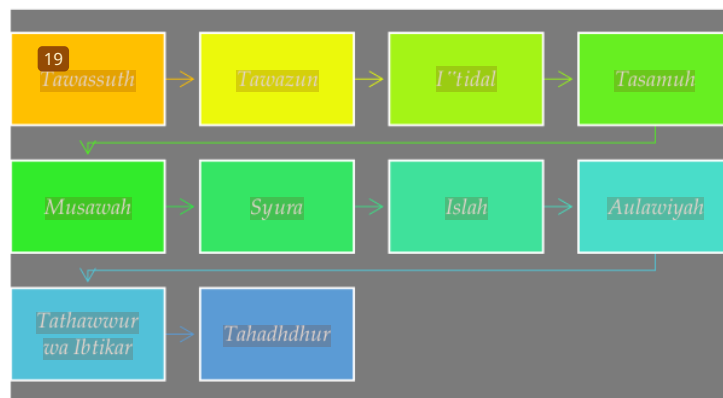 19
Tawassuth
Tawazun
I¨tidal
Tasamuh
Musawah
Syura
Islah
Aulawiyah
Tathawwur
wa Ibtikar
Tahadhdhur